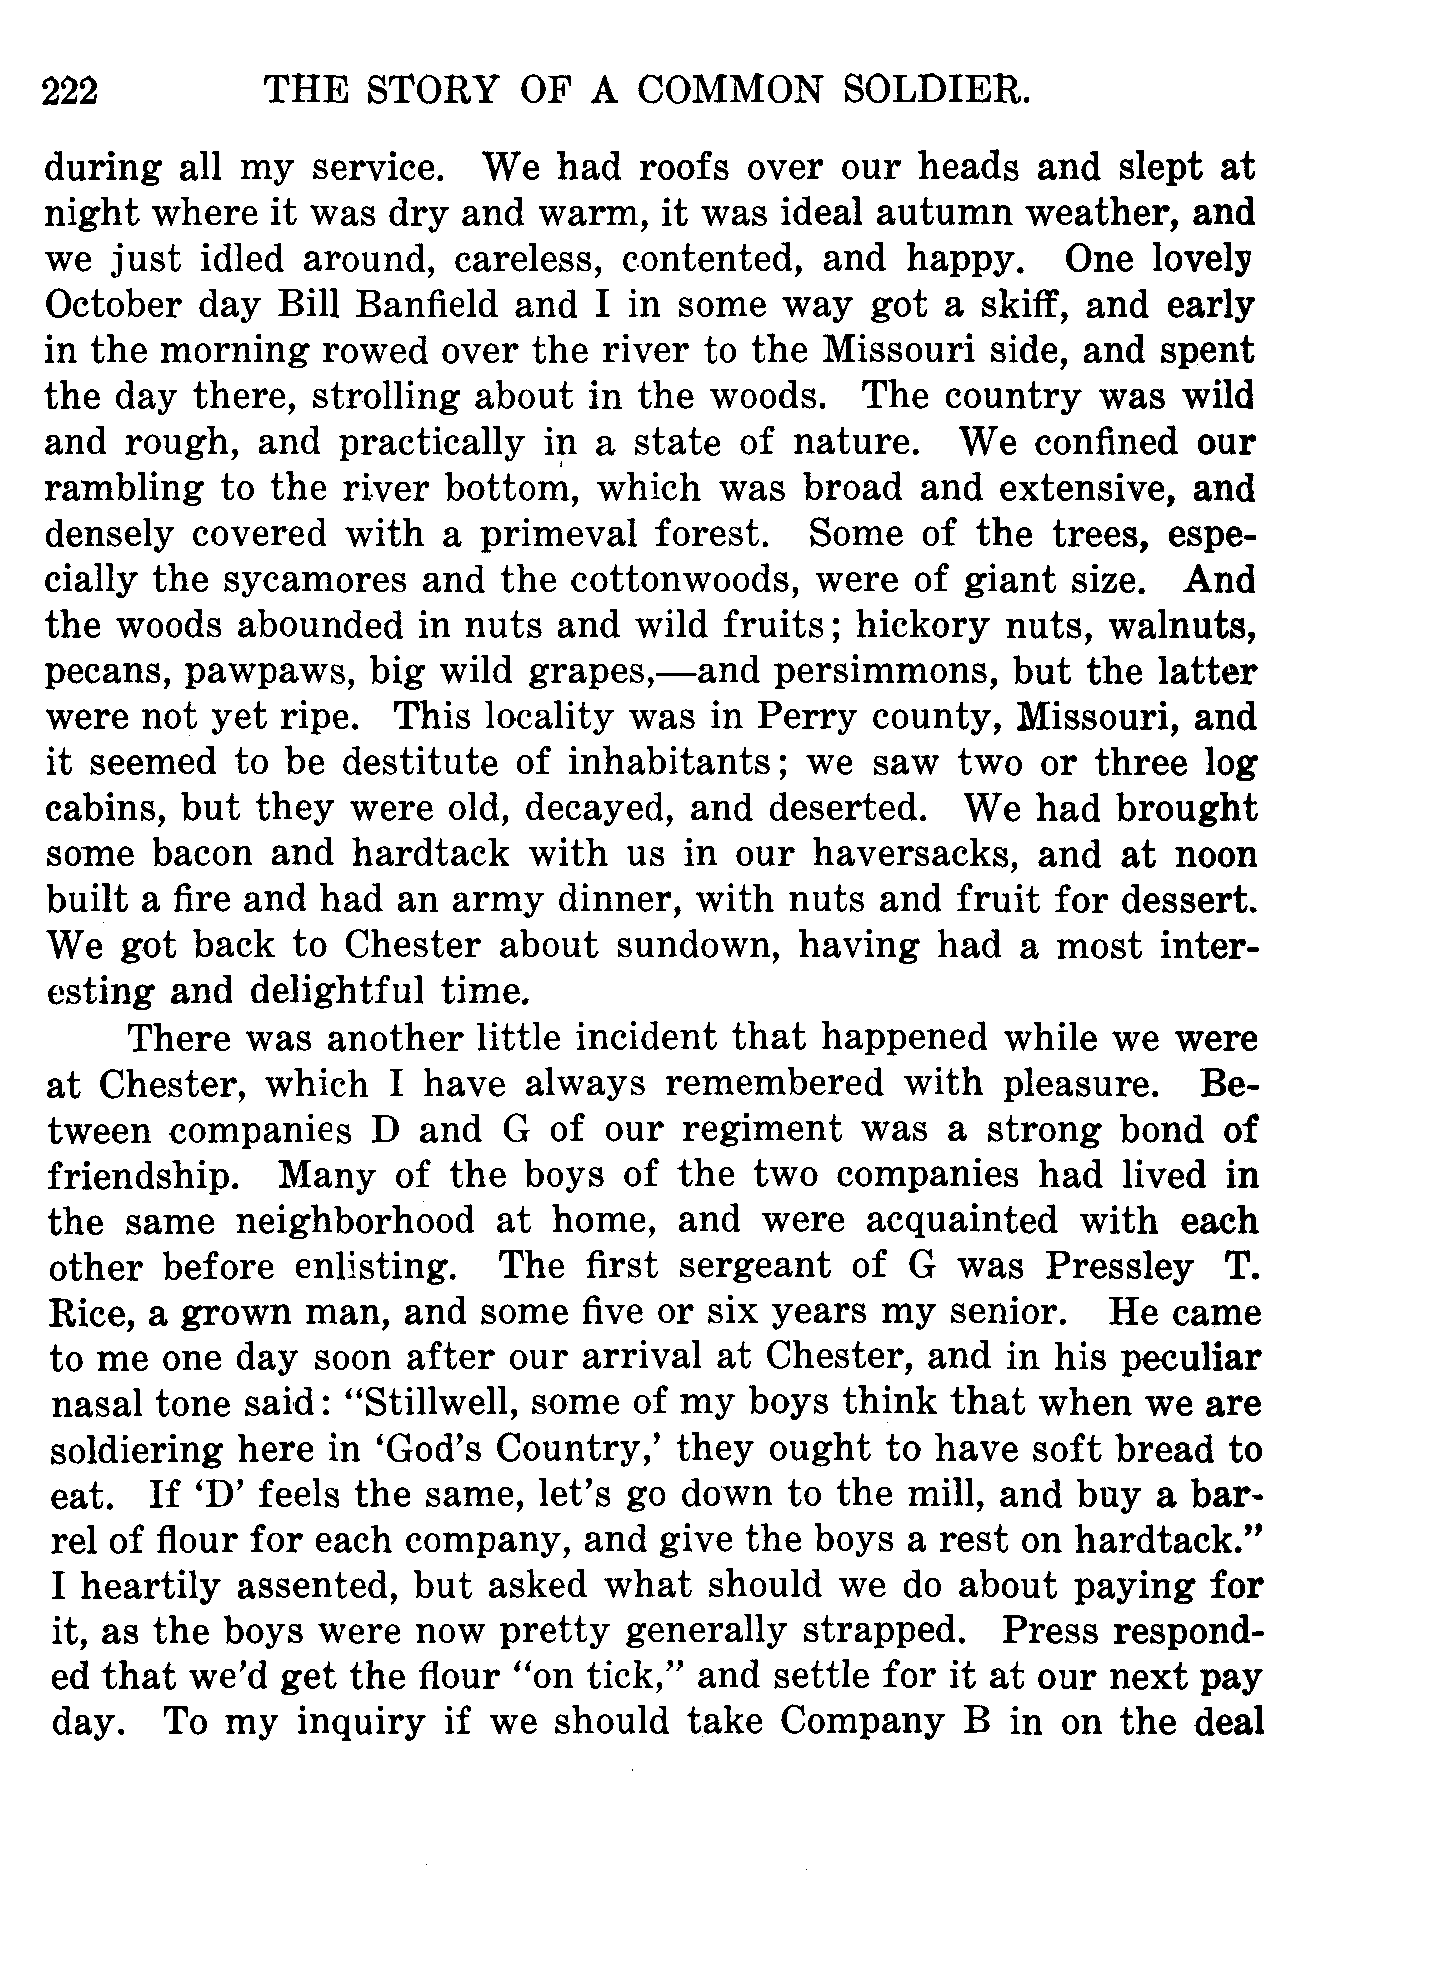 222 THE STORY OF A COMMON SOLDIER.
during all my service. We had roofs over our heads and slept at
night where it was dry and warm, it was ideal autumn weather, and
we just idled around, careless, contented, and happy. One lovely
October day Bill Banfield and I in some way got a skiff, and early
in the morning rowed over the river to the Missouri side, and spent
the day there, strolling about in the woods. The country was wild
and rough, and practically in a state of nature. We confined our
rambling to the river bottom, which was broad and extensive, and
densely covered with a primeval forest. Some of the trees, espe-
cially the sycamores and the cottonwoods, were of giant size. And
the woods abounded in nuts and wild fruits; hickory nuts, walnuts,
pecans, pawpaws, big wild grapes,—and persimmons, but the latter
were not yet ripe. This locality was in Perry county, Missouri, and
it seemed to be destitute of inhabitants; we saw two or three log
cabins, but they were old, decayed, and deserted. We had brought
some bacon and hardtack with us in our haversacks, and at noon
built a fire and had an army dinner, with nuts and fruit for dessert.
We got back to Chester about sundown, having had a most inter-
esting and delightful time.
There was another little incident that happened while we were
at Chester, which I have always remembered with pleasure. Be-
tween companies D and G of our regiment was a strong bond of
friendship. Many of the boys of the two companies had lived in
the same neighborhood at home, and were acquainted with each
other before enlisting. The first sergeant of G was Pressley T.
Rice, a grown man, and some five or six years my senior. He came
to me one day soon after our arrival at Chester, and in his peculiar
nasal tone said: “Stillwell, some of my boys think that when we are
soldiering here in ‘God’s Country,’ they ought to have soft bread to
eat. If ‘D’ feels the same, let’s go down to the mill, and buy a bar-
rel of flour for each company, and give the boys a rest on hardtack.”
I heartily assented, but asked what should we do about paying for
it, as the boys were now pretty generally strapped. Press respond-
ed that we’d get the flour “on tick,” and settle for it at our next pay
day. To my inquiry if we should take Company B in on the deal